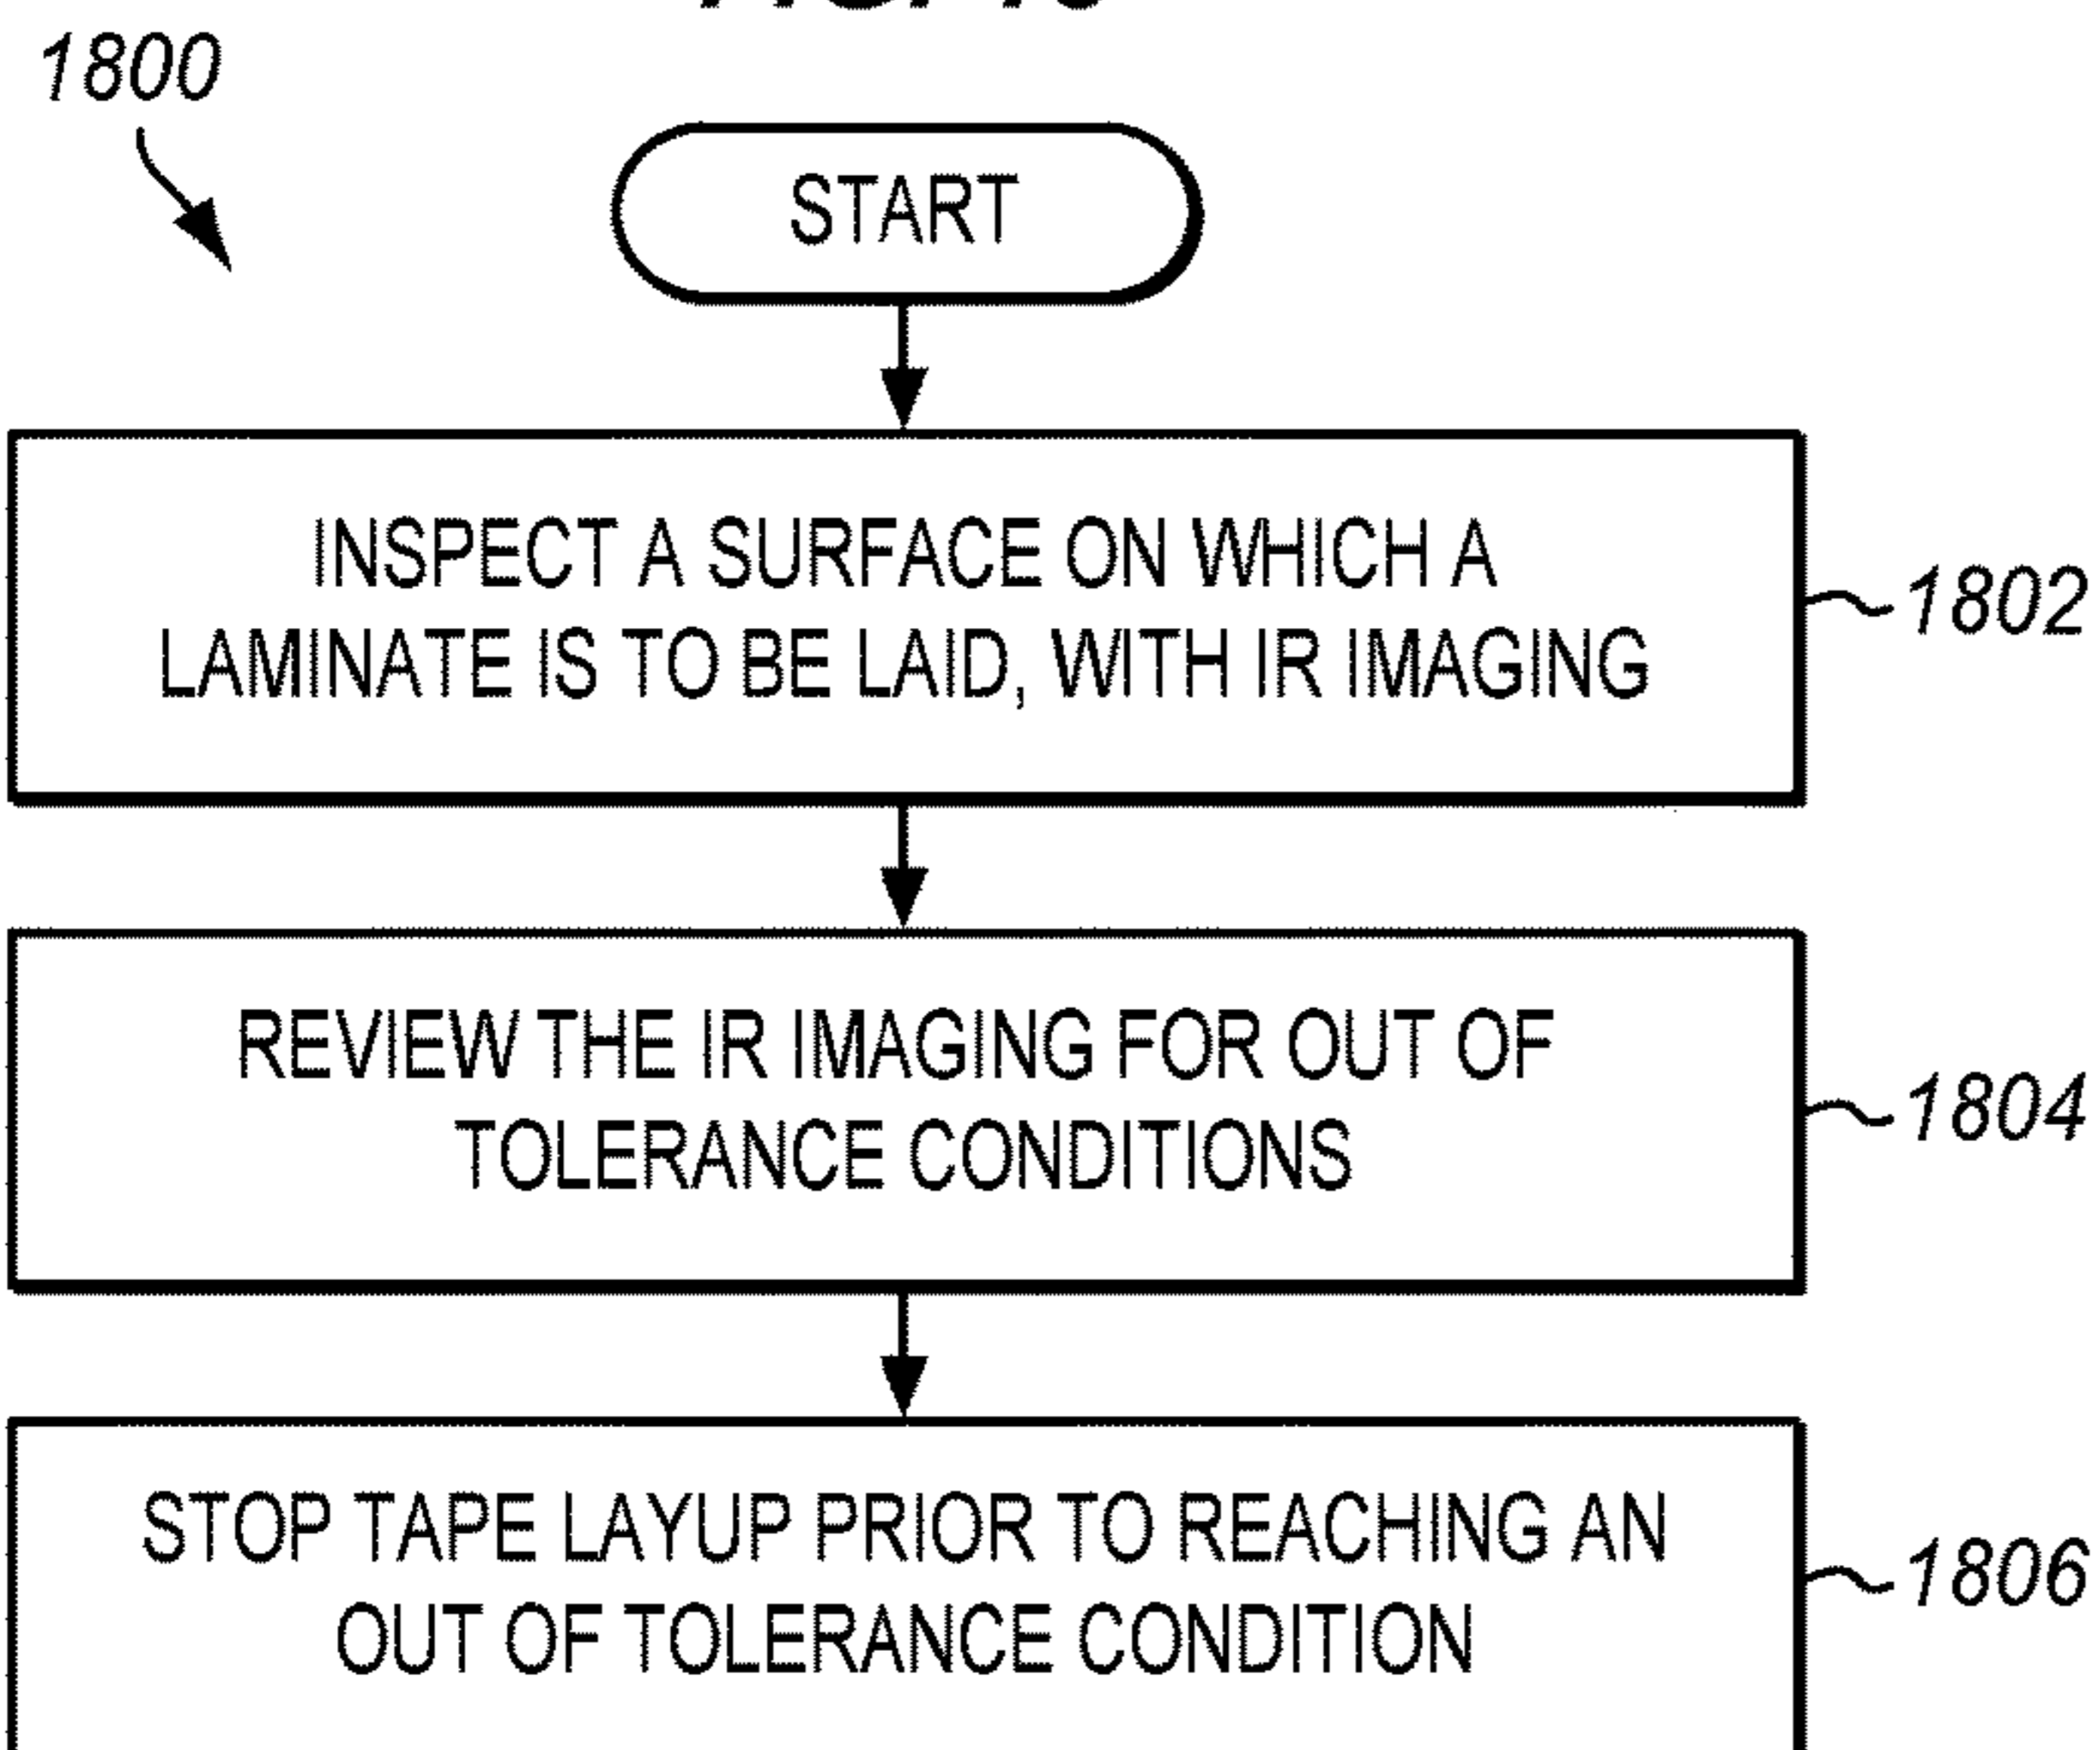 1800
START
INSPECT A SURFACE ON WHICH A
LAMINATE IS TO BE LAID, WITH IR IMAGING
1802
REVIEW THE IR IMAGING FOR OUT OF
TOLERANCE CONDITIONS
1804
STOP TAPE LAYUP PRIOR TO REACHING AN
OUT OF TOLERANCE CONDITION
1806